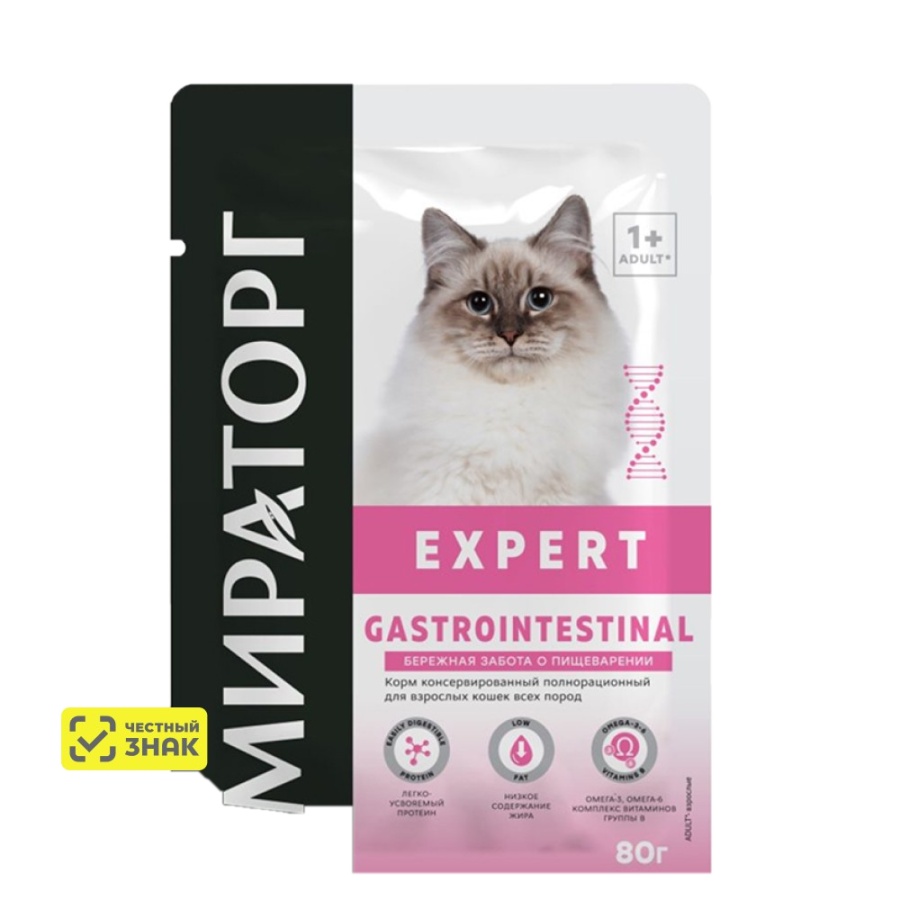 МИРАТОРГ
1+
ADULT*
EXPERT
GASTROINTESTINAL
БЕРЕЖНАЯ ЗАБОТА О ПИЩЕВАРЕНИИ
Корм консервированный полнорационный
для взрослых кошек всех пород
EASILY DIGESTIBLE
PROTEIN
ЛЕГКО-
УСВОЯЕМЫЙ
ПРОТЕИН
LOW
FAT
НИЗКОЕ
СОДЕРЖАНИЕ
ЖИРА
OMEGA-3-6
VITAMINS B
ОМЕГА-3, ОМЕГА-6
КОМПЛЕКС ВИТАМИНОВ
ГРУППЫ B
ADULT*- взрослые
80г
ЧЕСТНЫЙ
ЗНАК